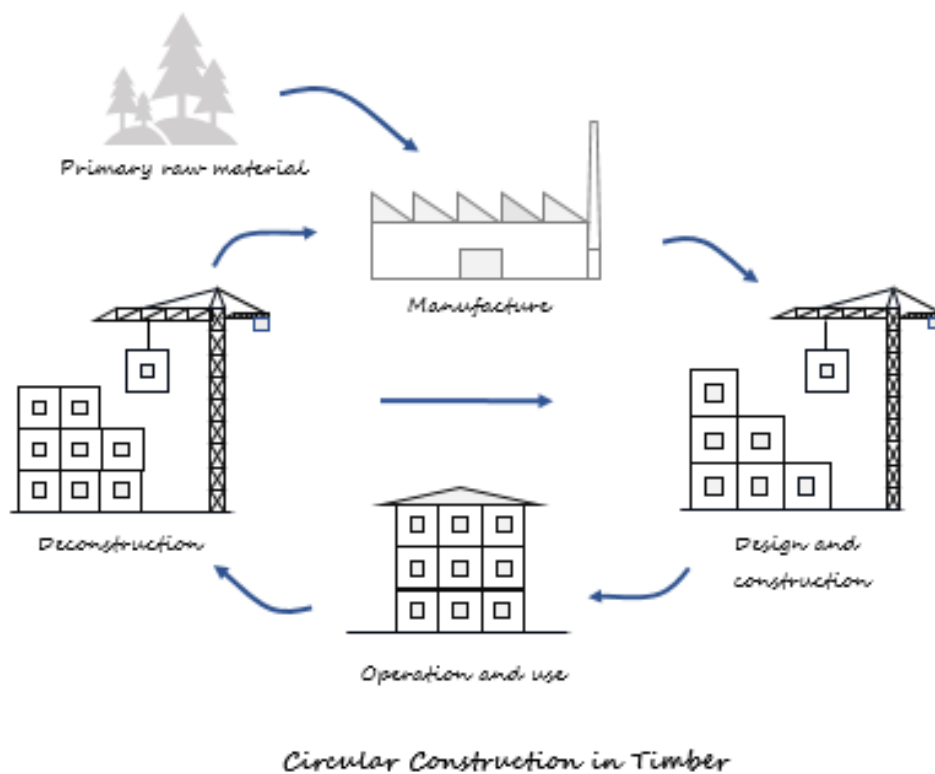 Primary raw material
Manufacture
Deconstruction
Design and
construction
Operation and use
Circular Construction in Timber